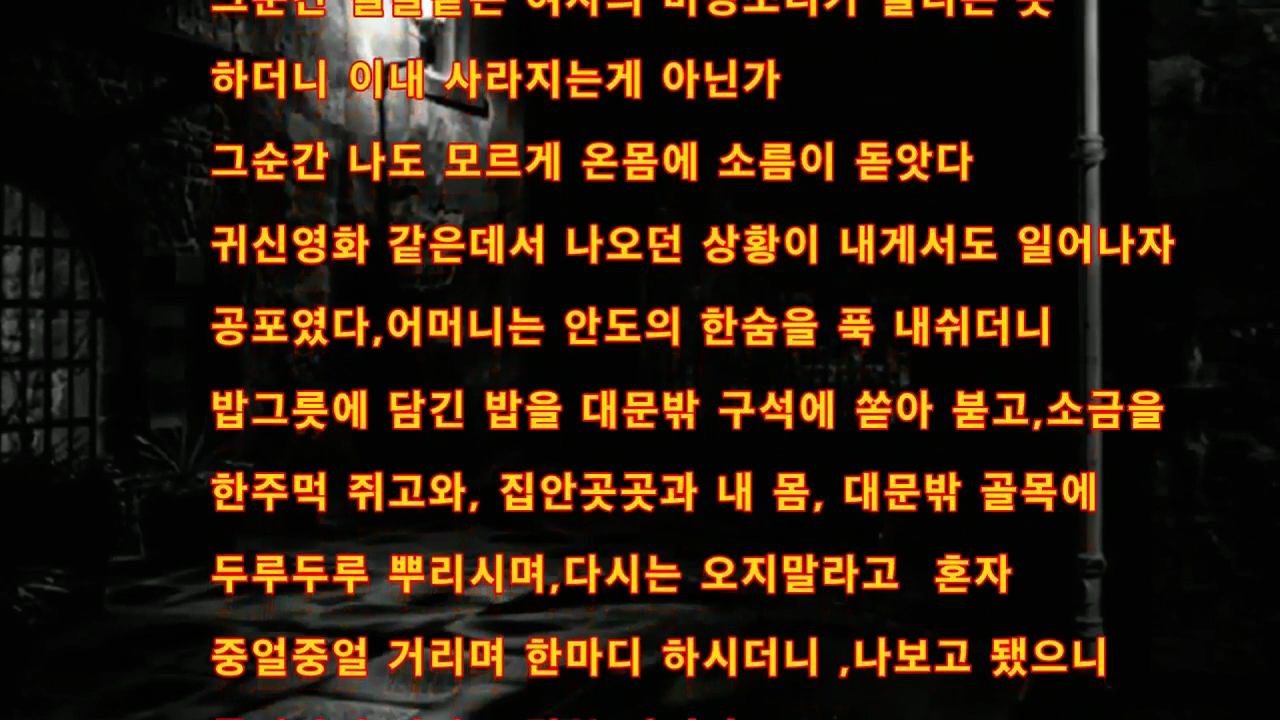 하더니 이내 사라지는게 아닌가
그순간 나도 모르게 온몸에 소름이 돋앗다
귀신영화 같은데서 나오던 상황이 내게서도 일어나자
공포였다,어머니는 안도의 한숨을 푹 내쉬더니
밥그릇에 담긴 밥을 대문밖 구석에 쏟아 붇고,소금을
한주먹 쥐고와, 집안곳곳과 내 몸, 대문밖 골목에
두루두루 뿌리시며,다시는 오지말라고 혼자
중얼중얼 거리며 한마디 하시더니 ,나보고 됐으니